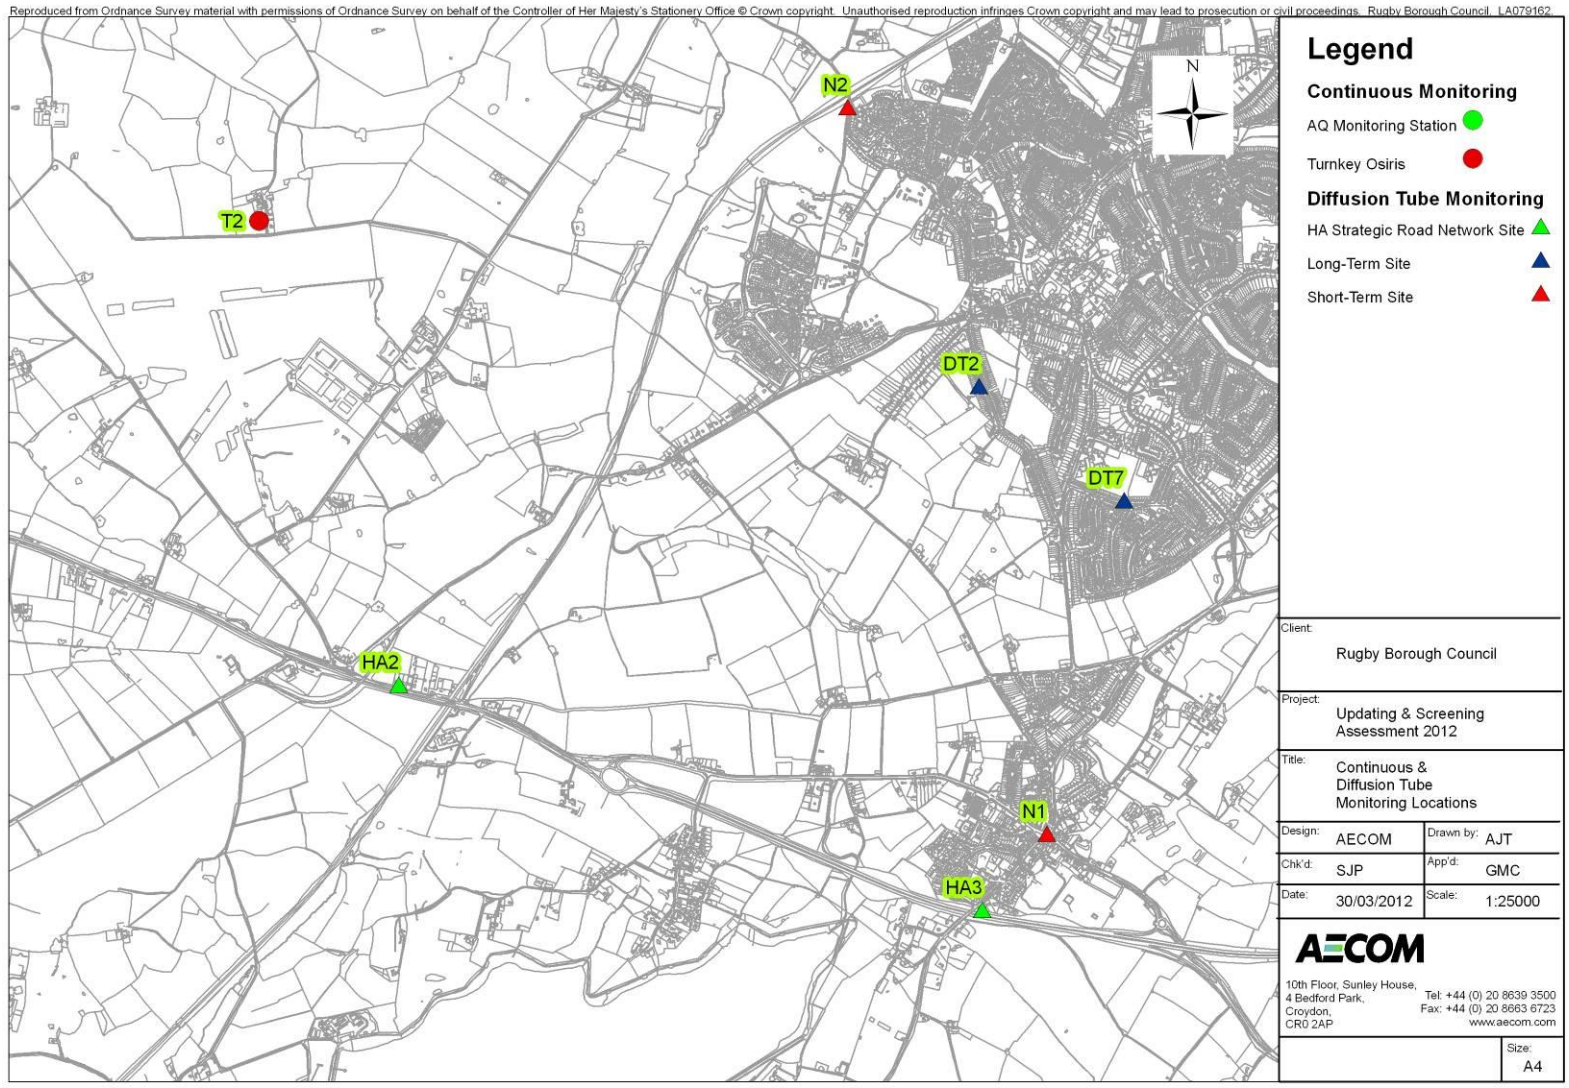 Reproduced from Ordnance Survey material with permissions of Ordnance Survey on behalf of the Controller of Her Majesty's Stationery Office © Crown copyright. Unauthorised reproduction infringes Crown copyright and may lead to prosecution or civil proceedings. Rugby Borough Council. LA079162.
N2
T2
DT2
DT7
HA2
N1
HA3
N
Legend
Continuous Monitoring
AQ Monitoring Station
Turnkey Osiris
Diffusion Tube Monitoring
HA Strategic Road Network Site
Long-Term Site
Short-Term Site
Client:
Rugby Borough Council
Project:
Updating & Screening
Assessment 2012
Title:
Continuous &
Diffusion Tube
Monitoring Locations
Design: AECOM Drawn by: AJT
Chk'd: SJP App'd: GMC
Date: 30/03/2012 Scale: 1:25000
AECOM
10th Floor, Sunley House,
4 Bedford Park,
Croydon,
CR0 2AP
Tel: +44 (0) 20 8639 3500
Fax: +44 (0) 20 8663 6723
www.aecom.com
Size:
A4